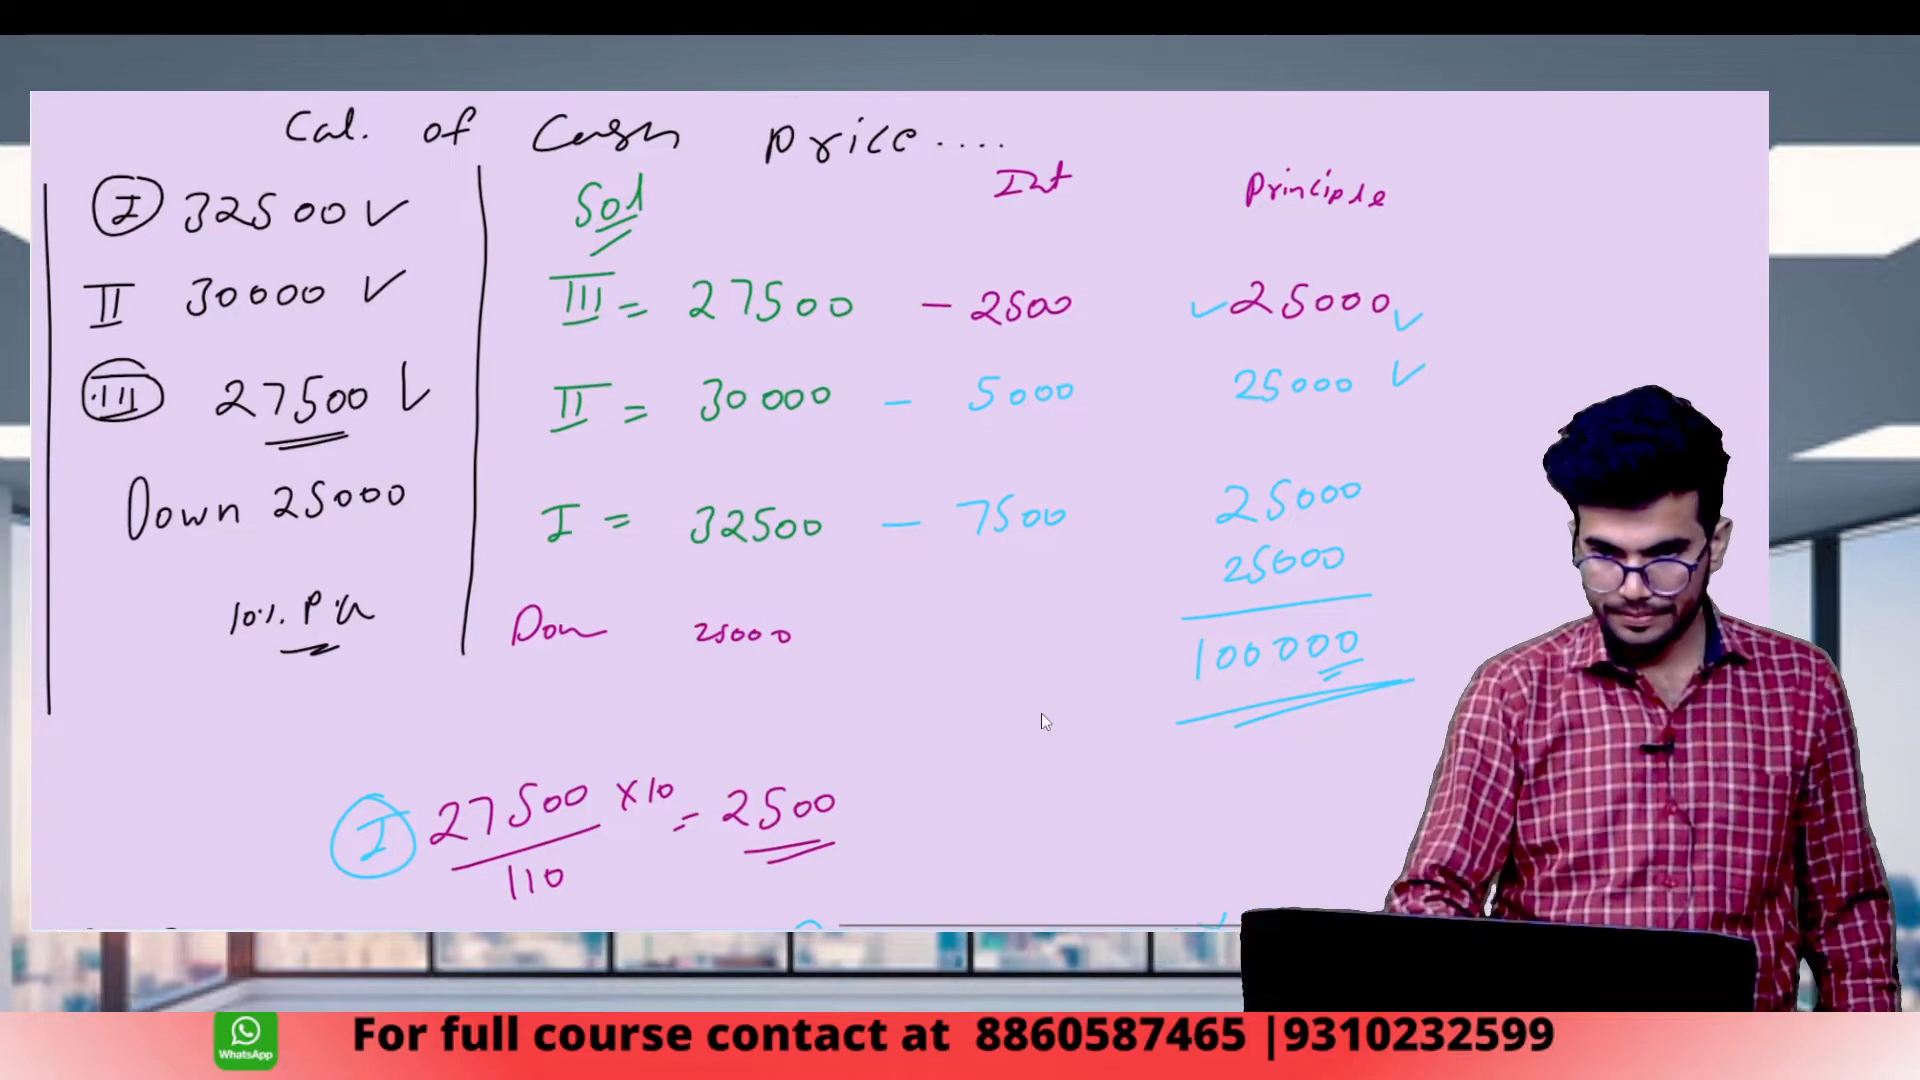 Cal. of Cash price....
I 32500 ✓
II 30000 ✓
III 27500 ✓
Down 25000
10%. P.a
Sol Int Principle
III = 27500 - 2500 ✓25000✓
II = 30000 - 5000 25000 ✓
I = 32500 - 7500 25000
25000
Dow 25000 100000
I 27500 x10 = 2500
110
WhatsApp
For full course contact at 8860587465 |9310232599